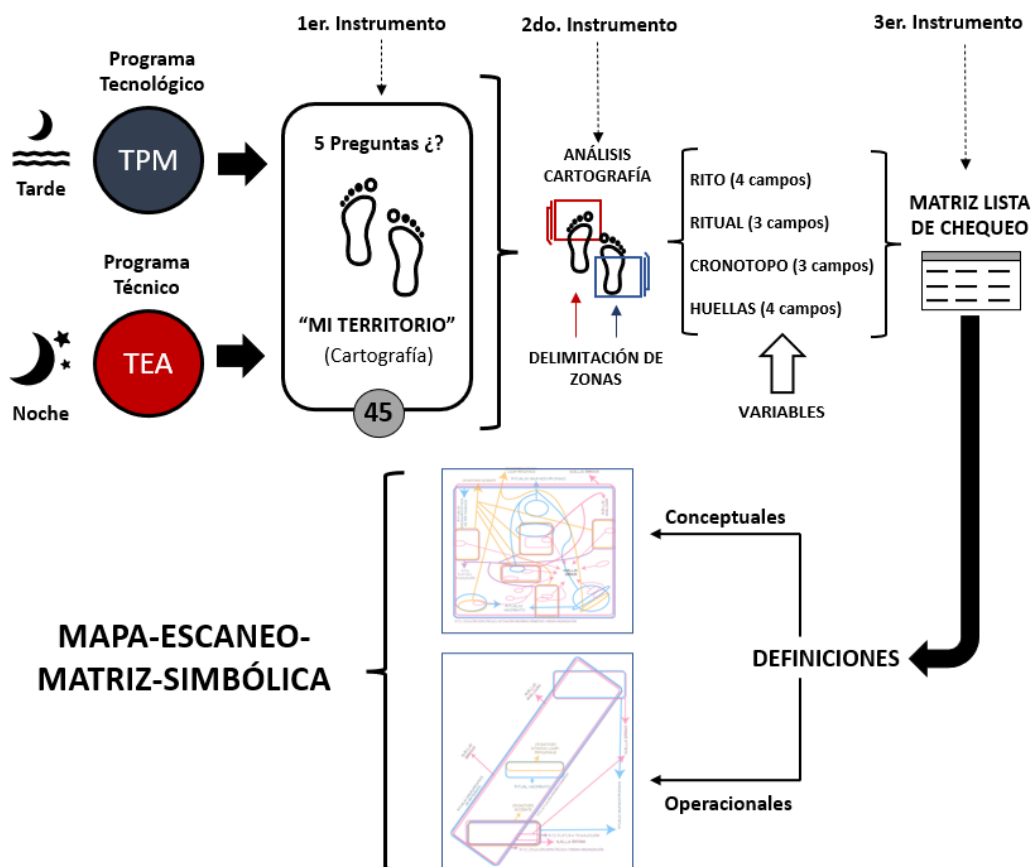 1er. Instrumento
2do. Instrumento
3er. Instrumento
Programa
Tecnológico
TPM
Tarde
Programa
Técnico
TEA
Noche
5 Preguntas ¿?
“MI TERRITORIO”
(Cartografía)
45
ANÁLISIS
CARTOGRAFÍA
DELIMITACIÓN DE
ZONAS
RITO (4 campos)
RITUAL (3 campos)
CRONOTOPO (3 campos)
HUELLAS (4 campos)
VARIABLES
MATRIZ LISTA
DE CHEQUEO
MAPA-ESCANEO-
MATRIZ-SIMBÓLICA
Conceptuales
DEFINICIONES
Operacionales